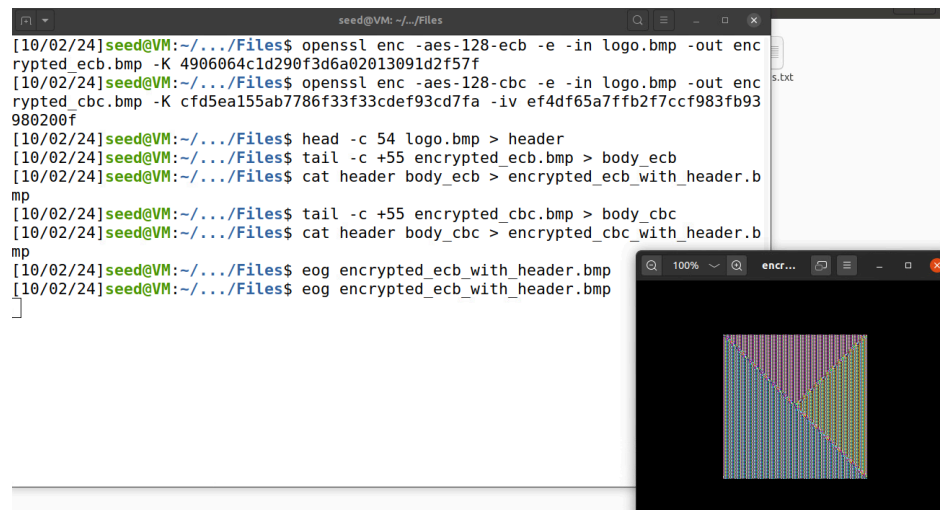 seed@VM: ~/.../Files
[10/02/24]seed@VM:~/.../Files$ openssl enc -aes-128-ecb -e -in logo.bmp -out enc
rypted_ecb.bmp -K 4906064c1d290f3d6a02013091d2f57f
[10/02/24]seed@VM:~/.../Files$ openssl enc -aes-128-cbc -e -in logo.bmp -out enc
rypted_cbc.bmp -K cfd5ea155ab7786f33f33cdef93cd7fa -iv ef4df65a7ffb2f7ccf983fb93
980200f
[10/02/24]seed@VM:~/.../Files$ head -c 54 logo.bmp > header
[10/02/24]seed@VM:~/.../Files$ tail -c +55 encrypted_ecb.bmp > body_ecb
[10/02/24]seed@VM:~/.../Files$ cat header body_ecb > encrypted_ecb_with_header.b
mp
[10/02/24]seed@VM:~/.../Files$ tail -c +55 encrypted_cbc.bmp > body_cbc
[10/02/24]seed@VM:~/.../Files$ cat header body_cbc > encrypted_cbc_with_header.b
mp
[10/02/24]seed@VM:~/.../Files$ eog encrypted_ecb_with_header.bmp
[10/02/24]seed@VM:~/.../Files$ eog encrypted_ecb_with_header.bmp
s.txt
100% encr...